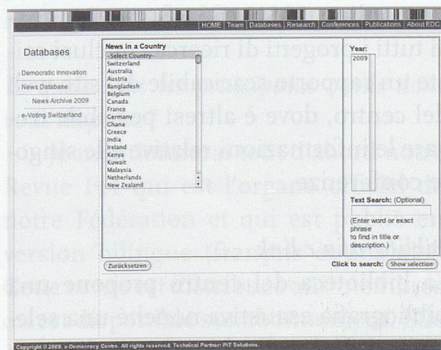 HOME | Team | Databases | Research | Conferences | Publications | About EDC
Databases
Democratic Innovation
News Database
News Archive 2009
e-Voting Switzerland
News in a Country
-Select Country-
Switzerland
Australia
Austria
Bangladesh
Belgium
Canada
France
Germany
Ghana
Greece
India
Ireland
Kenya
Kuwait
Malaysia
Netherlands
New Zealand
Year:
2009
Text Search: (Optional)
(Enter word or exact
phrase
to find in title or
description.)
Zurücksetzen
Click to search: Show selection
Copyright © 2009. e-Democracy Centre. All rights reserved. Technical Partner: PIT Solutions.